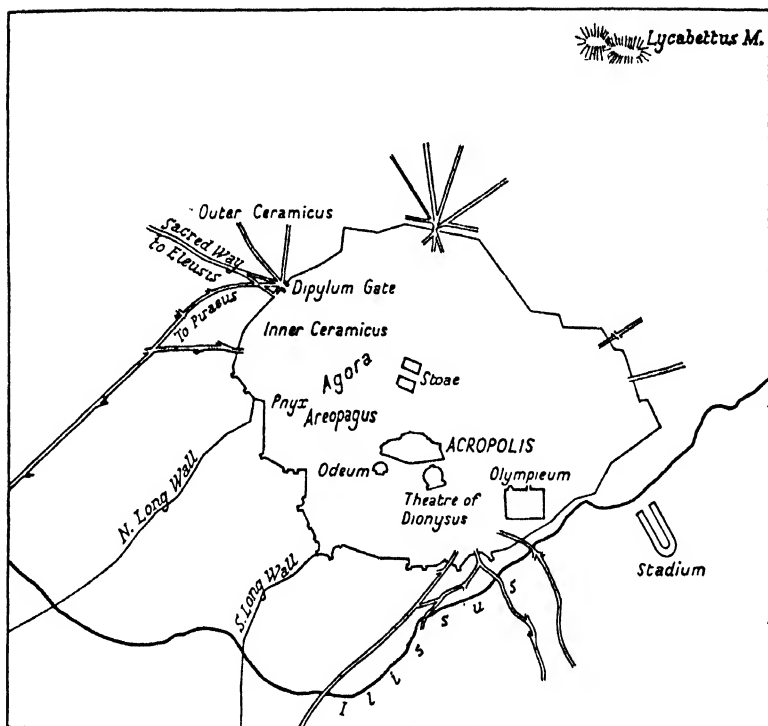 Lycabettus M.
Outer Ceramicus
Sacred Way
to Eleusis
Dipylum Gate
To Piraeus
Inner Ceramicus
Agora
Stoae
Pnyx
Areopagus
ACROPOLIS
Odeum
Olympieum
Theatre of
Dionysus
N. Long Wall
S. Long Wall
Stadium
Ilissus